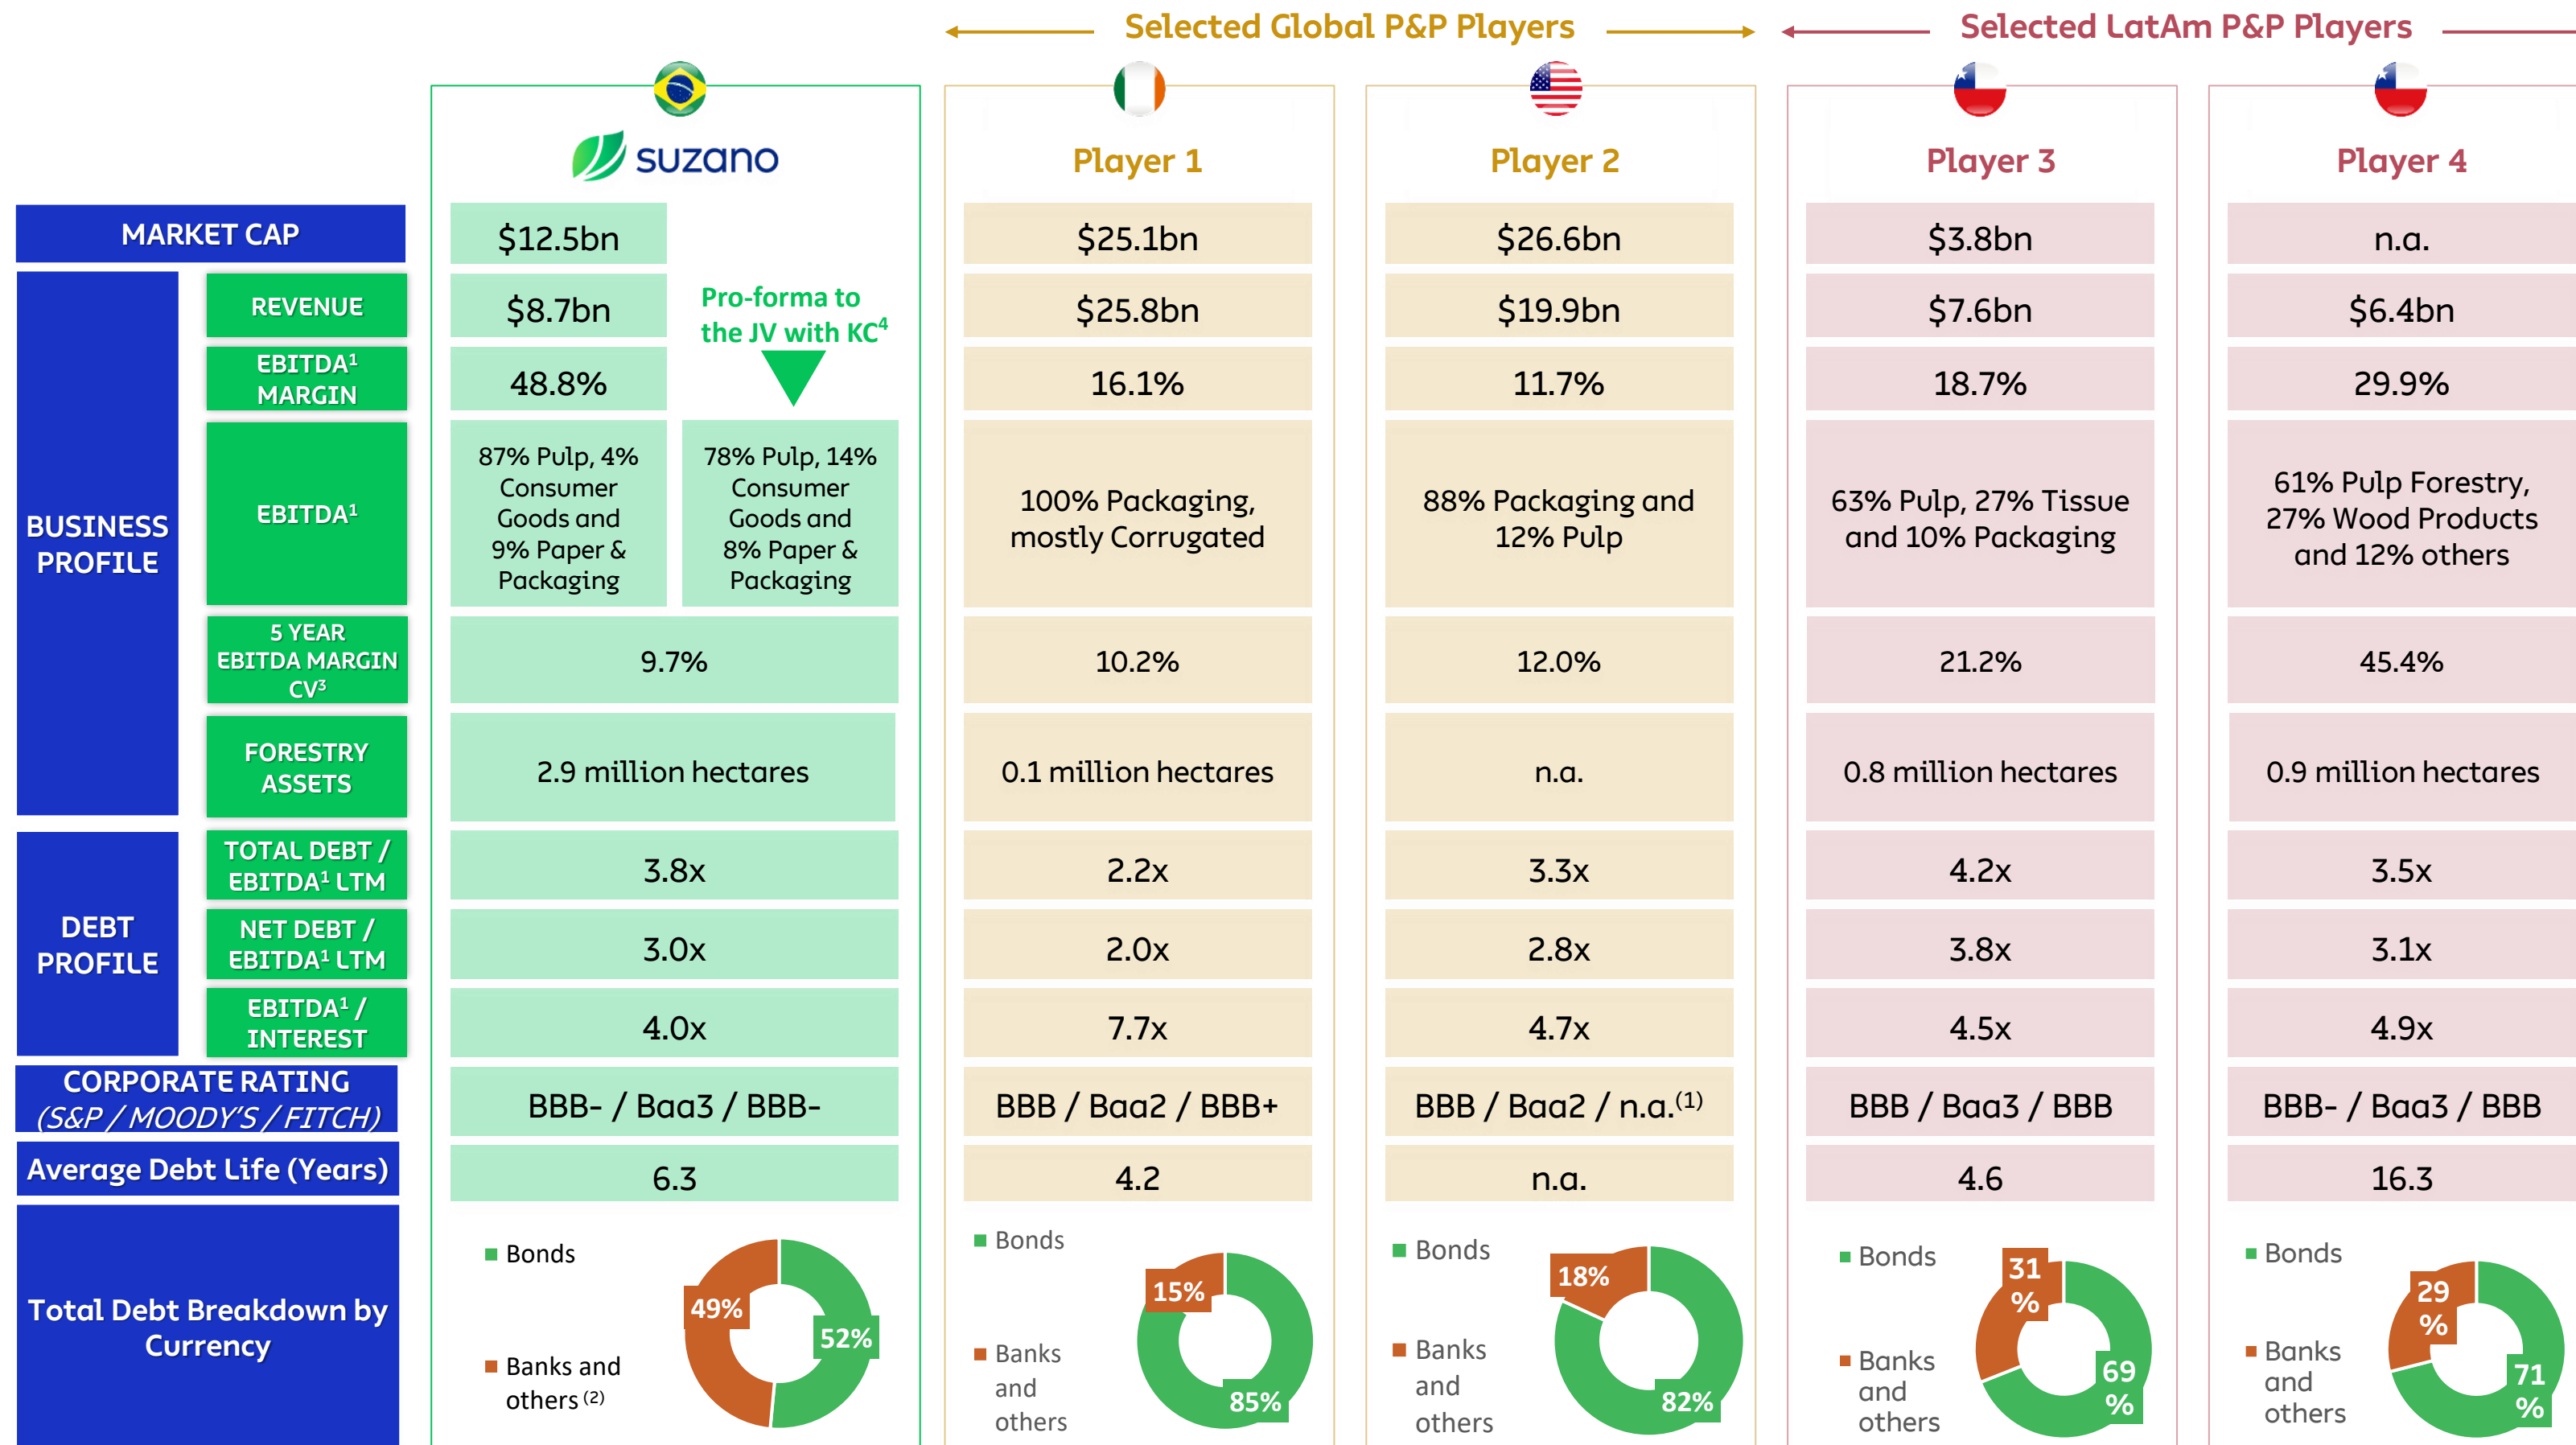 Selected Global P&P Players
Selected LatAm P&P Players
suzano
Player 1
Player 2
Player 3
Player 4
MARKET CAP
$12.5bn
$25.1bn
$26.6bn
$3.8bn
n.a.
BUSINESS
PROFILE
REVENUE
$8.7bn
Pro-forma to
the JV with KC⁴
$25.8bn
$19.9bn
$7.6bn
$6.4bn
EBITDA¹
MARGIN
48.8%
16.1%
11.7%
18.7%
29.9%
EBITDA¹
87% Pulp, 4%
Consumer
Goods and
9% Paper &
Packaging
78% Pulp, 14%
Consumer
Goods and
8% Paper &
Packaging
100% Packaging,
mostly Corrugated
88% Packaging and
12% Pulp
63% Pulp, 27% Tissue
and 10% Packaging
61% Pulp Forestry,
27% Wood Products
and 12% others
5 YEAR
EBITDA MARGIN
CV³
9.7%
10.2%
12.0%
21.2%
45.4%
FORESTRY
ASSETS
2.9 million hectares
0.1 million hectares
n.a.
0.8 million hectares
0.9 million hectares
DEBT
PROFILE
TOTAL DEBT /
EBITDA¹ LTM
3.8x
2.2x
3.3x
4.2x
3.5x
NET DEBT /
EBITDA¹ LTM
3.0x
2.0x
2.8x
3.8x
3.1x
EBITDA¹ /
INTEREST
4.0x
7.7x
4.7x
4.5x
4.9x
CORPORATE RATING
(S&P / MOODY'S / FITCH)
BBB- / Baa3 / BBB-
BBB / Baa2 / BBB+
BBB / Baa2 / n.a.(1)
BBB / Baa3 / BBB
BBB- / Baa3 / BBB
Average Debt Life (Years)
6.3
4.2
n.a.
4.6
16.3
Total Debt Breakdown by
Currency
Bonds
Banks and
others (2)
49%
52%
Bonds
Banks
and
others
15%
85%
Bonds
Banks
and
others
18%
82%
Bonds
Banks
and
others
31
%
69
%
Bonds
Banks
and
others
29
%
71
%